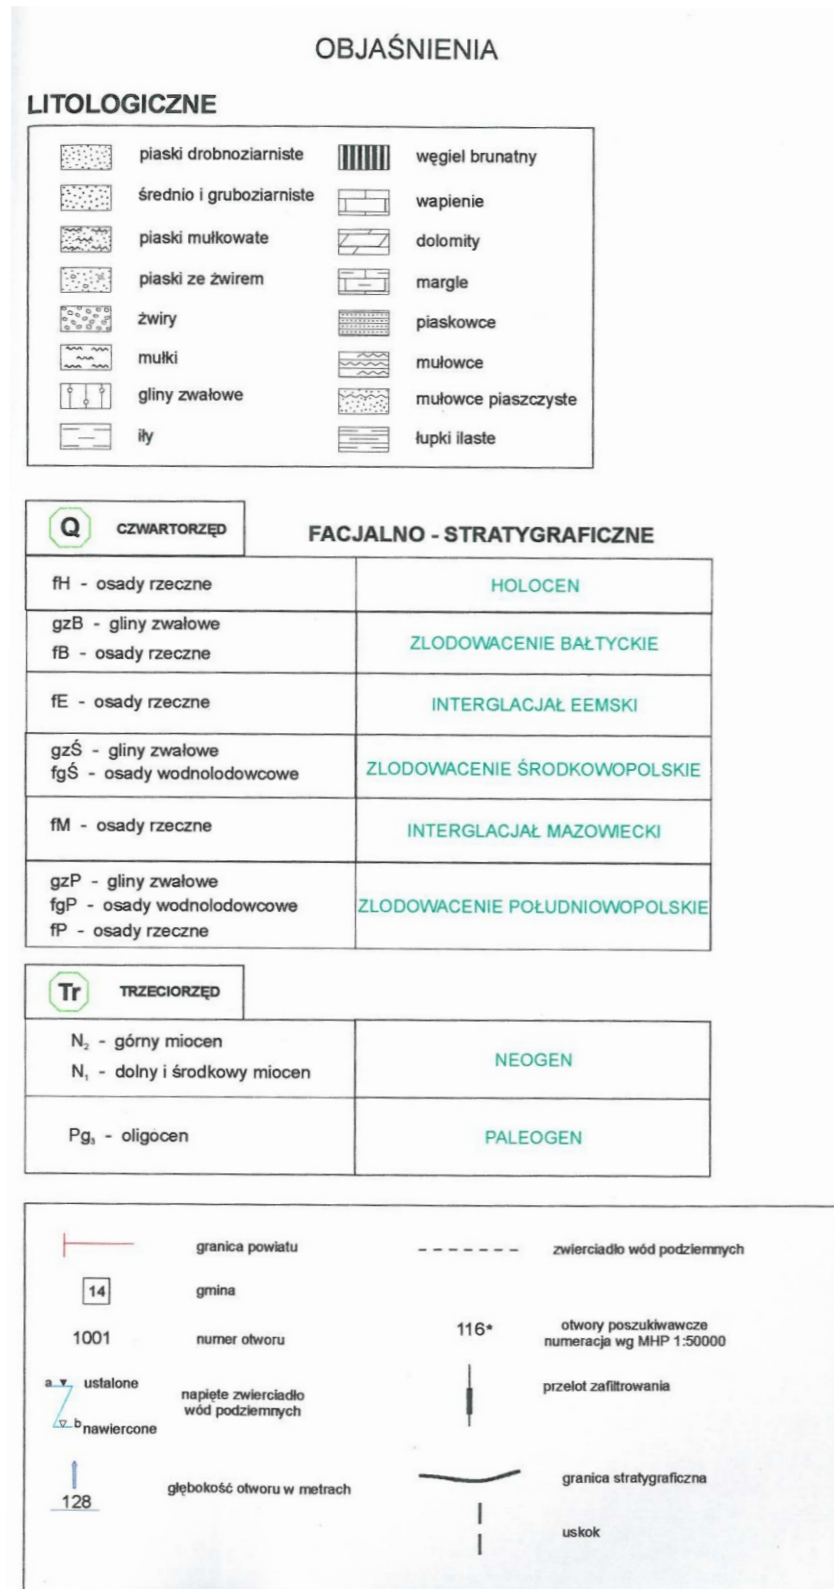 OBJAŚNIENIA
LITOLOGICZNE
piaski drobnoziarniste
średnio i gruboziarniste
piaski mułkowate
piaski ze żwirem
żwiry
mułki
gliny zwałowe
iły
węgiel brunatny
wapienie
dolomity
margle
piaskowce
mułowce
mułowce piaszczyste
łupki ilaste
Q CZWARTORZĘD
FACJALNO - STRATYGRAFICZNE
fH - osady rzeczne
HOLOCEN
gzB - gliny zwałowe
fB - osady rzeczne
ZLODOWACENIE BAŁTYCKIE
fE - osady rzeczne
INTERGLACJAŁ EEMSKI
gzŚ - gliny zwałowe
fgŚ - osady wodnolodowcowe
ZLODOWACENIE ŚRODKOWOPOLSKIE
fM - osady rzeczne
INTERGLACJAŁ MAZOWIECKI
gzP - gliny zwałowe
fgP - osady wodnolodowcowe
fP - osady rzeczne
ZLODOWACENIE POŁUDNIOWOPOLSKIE
Tr TRZECIORZĘD
N₂ - górny miocen
N₁ - dolny i środkowy miocen
NEOGEN
Pg₃ - oligocen
PALEOGEN
granica powiatu
14 gmina
1001 numer otworu
a ustalone
b nawiercone
napięte zwierciadło
wód podziemnych
128 głębokość otworu w metrach
zwierciadło wód podziemnych
116* otwory poszukiwawcze
numeracja wg MHP 1:50000
przelot zafiltrowania
granica stratygraficzna
uskok